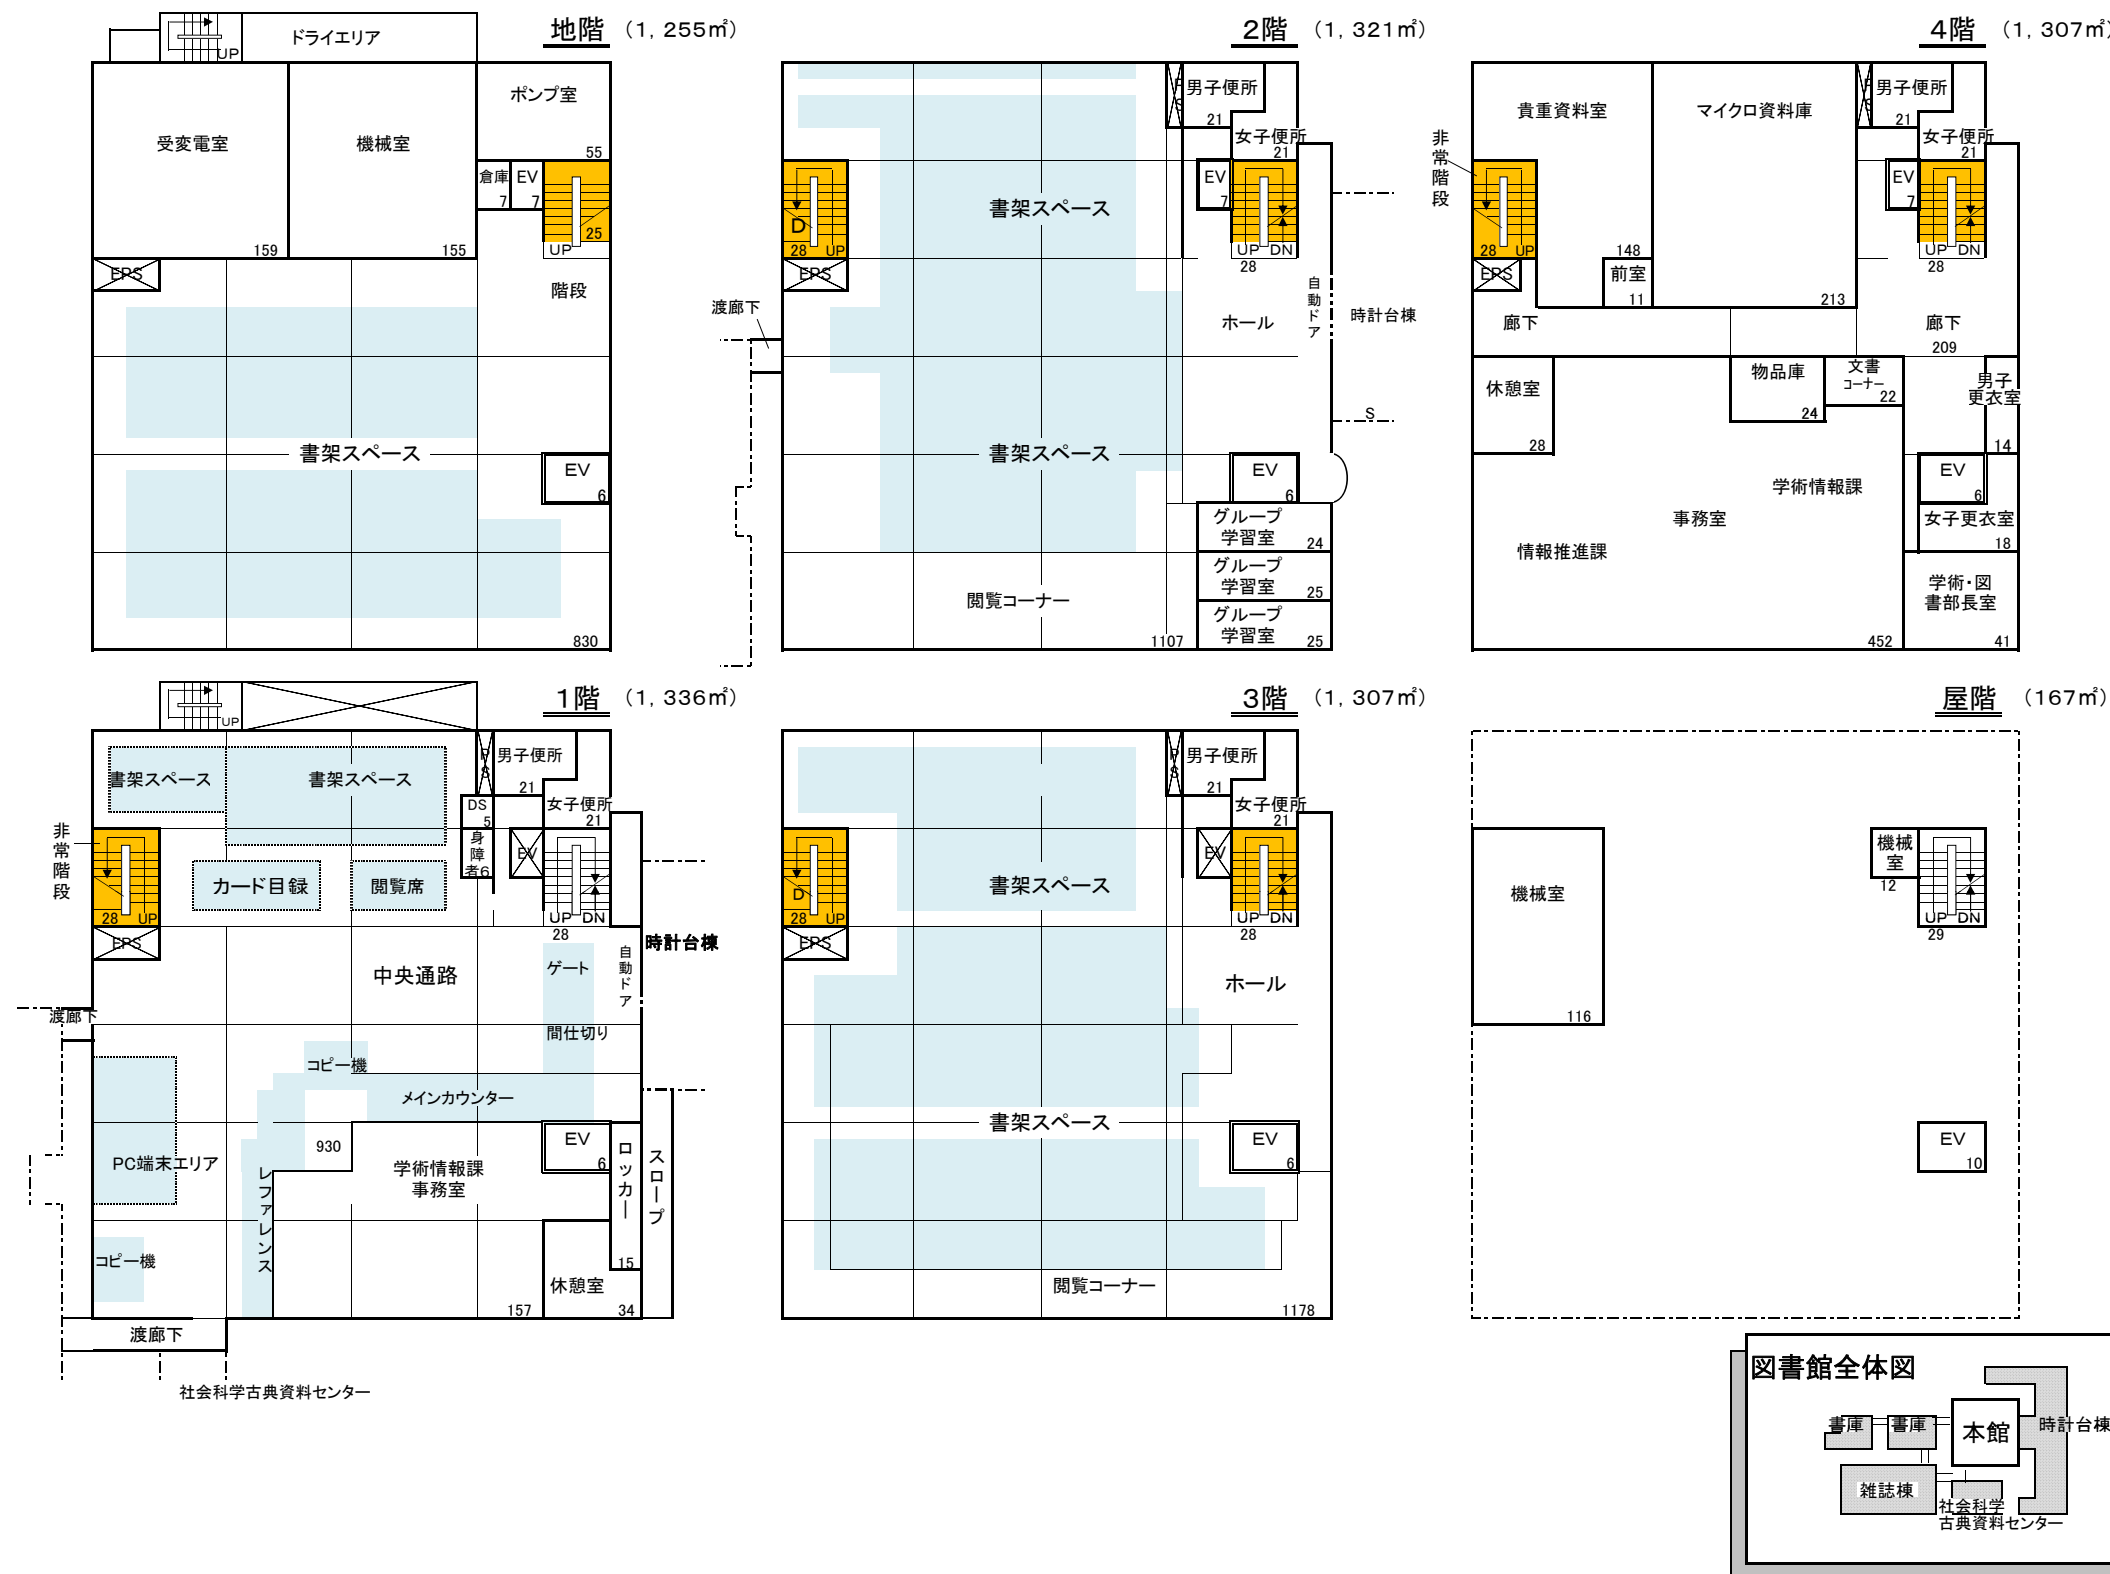 地階 （1，255㎡）
ドライエリア
UP
受変電室
159
機械室
155
ポンプ室
55
倉庫
7
EV
7
25
UP
EPS
階段
書架スペース
EV
6
830
2階 （1，321㎡）
PS
男子便所
21
女子便所
21
EV
7
書架スペース
D
28 UP
EPS
UP DN
28
渡廊下
ホール
自動ドア
時計台棟
S
書架スペース
EV
6
グループ
学習室
24
グループ
学習室
25
グループ
学習室
25
閲覧コーナー
1107
4階 （1，307㎡）
貴重資料室
148
マイクロ資料庫
213
PS
男子便所
21
女子便所
21
非常階段
EV
7
28 UP
EPS
前室
11
UP DN
28
廊下
廊下
209
休憩室
28
物品庫
24
文書
コーナー
22
男子
更衣室
14
学術情報課
事務室
情報推進課
EV
6
女子更衣室
18
学術・図
書部長室
41
452
1階 （1，336㎡）
UP
書架スペース
書架スペース
PS
男子便所
21
DS
5
女子便所
21
非常階段
身障者6
EV
カード目録
閲覧席
28 UP
EPS
UP DN
28
時計台棟
ゲート
自動ドア
中央通路
渡廊下
間仕切り
コピー機
メインカウンター
930
PC端末エリア
レファレンス
学術情報課
事務室
EV
6
ロッカー
15
スロープ
コピー機
休憩室
34
157
渡廊下
社会科学古典資料センター
3階 （1，307㎡）
PS
男子便所
21
女子便所
21
EV
書架スペース
D
28 UP
EPS
UP DN
28
ホール
書架スペース
EV
6
閲覧コーナー
1178
屋階 （167㎡）
機械室
116
機械
室
12
UP DN
29
EV
10
図書館全体図
書庫
書庫
本館
時計台棟
雑誌棟
社会科学
古典資料センター